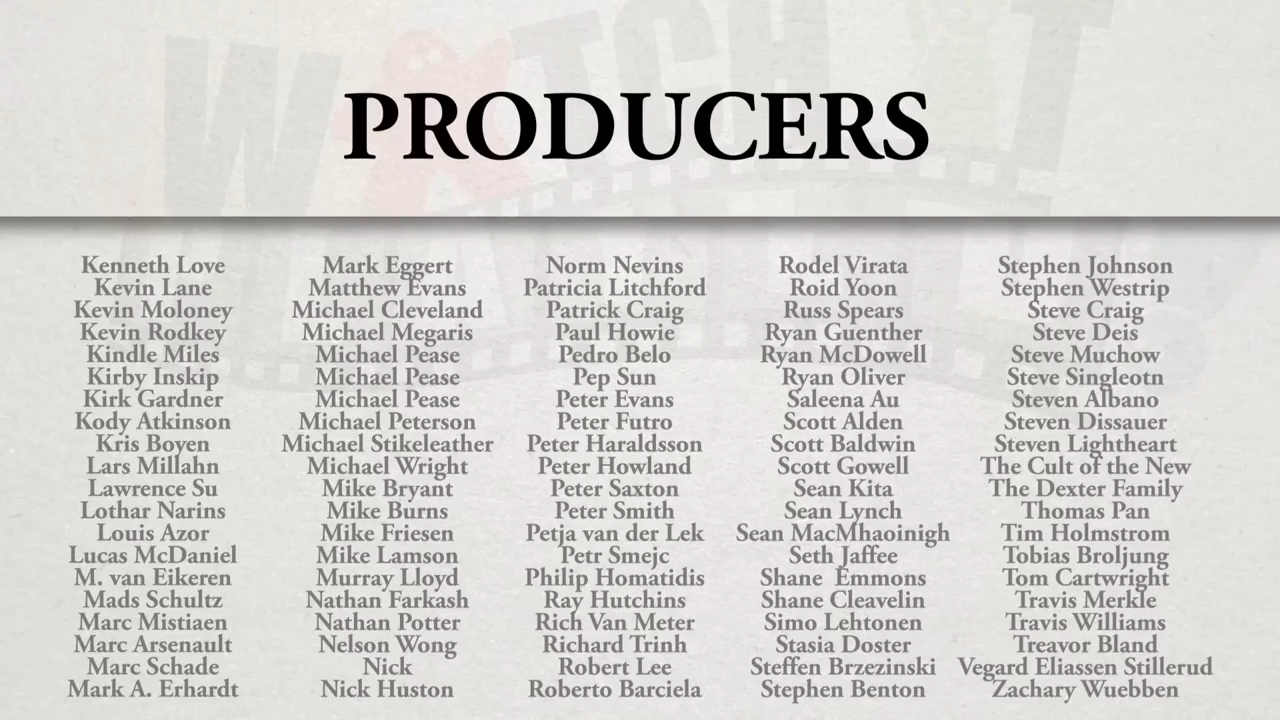 WATCH IT
PRODUCERS
Kenneth Love
Kevin Lane
Kevin Moloney
Kevin Rodkey
Kindle Miles
Kirby Inskip
Kirk Gardner
Kody Atkinson
Kris Boyen
Lars Millahn
Lawrence Su
Lothar Narins
Louis Azor
Lucas McDaniel
M. van Eikeren
Mads Schultz
Marc Mistiaen
Marc Arsenault
Marc Schade
Mark A. Erhardt
Mark Eggert
Matthew Evans
Michael Cleveland
Michael Megaris
Michael Pease
Michael Pease
Michael Pease
Michael Peterson
Michael Stikeleather
Michael Wright
Mike Bryant
Mike Burns
Mike Friesen
Mike Lamson
Murray Lloyd
Nathan Farkash
Nathan Potter
Nelson Wong
Nick
Nick Huston
Norm Nevins
Patricia Litchford
Patrick Craig
Paul Howie
Pedro Belo
Pep Sun
Peter Evans
Peter Futro
Peter Haraldsson
Peter Howland
Peter Saxton
Peter Smith
Petja van der Lek
Petr Smejc
Philip Homatidis
Ray Hutchins
Rich Van Meter
Richard Trinh
Robert Lee
Roberto Barciela
Rodel Virata
Roid Yoon
Russ Spears
Ryan Guenther
Ryan McDowell
Ryan Oliver
Saleena Au
Scott Alden
Scott Baldwin
Scott Gowell
Sean Kita
Sean Lynch
Sean MacMhaoinigh
Seth Jaffee
Shane  Emmons
Shane Cleavelin
Simo Lehtonen
Stasia Doster
Steffen Brzezinski
Stephen Benton
Stephen Johnson
Stephen Westrip
Steve Craig
Steve Deis
Steve Muchow
Steve Singleotn
Steven Albano
Steven Dissauer
Steven Lightheart
The Cult of the New
The Dexter Family
Thomas Pan
Tim Holmstrom
Tobias Broljung
Tom Cartwright
Travis Merkle
Travis Williams
Treavor Bland
Vegard Eliassen Stillerud
Zachary Wuebben